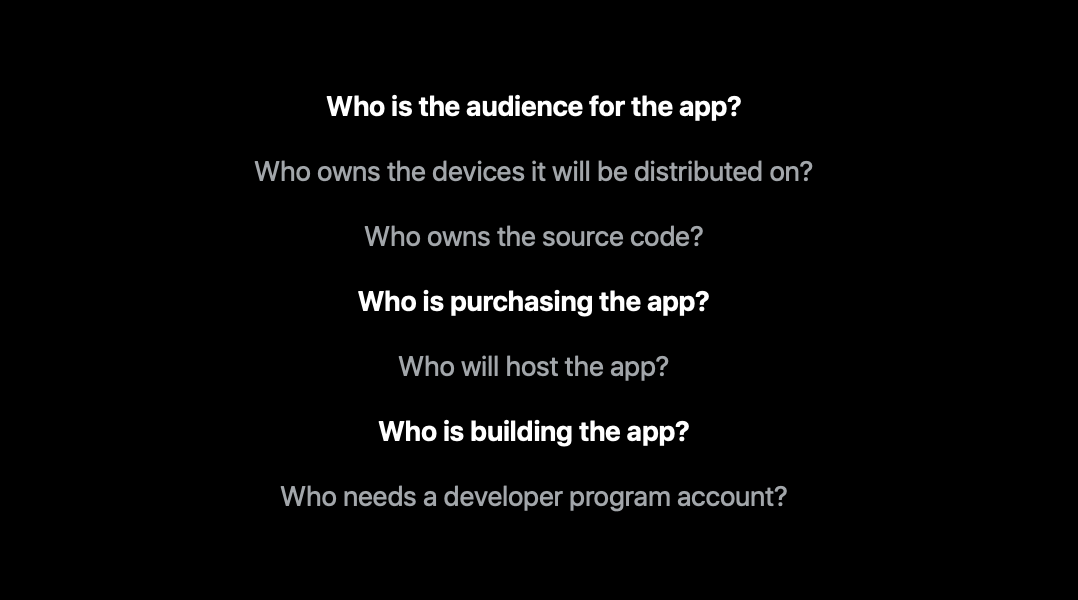 Who is the audience for the app?
Who owns the devices it will be distributed on?
Who owns the source code?
Who is purchasing the app?
Who will host the app?
Who is building the app?
Who needs a developer program account?